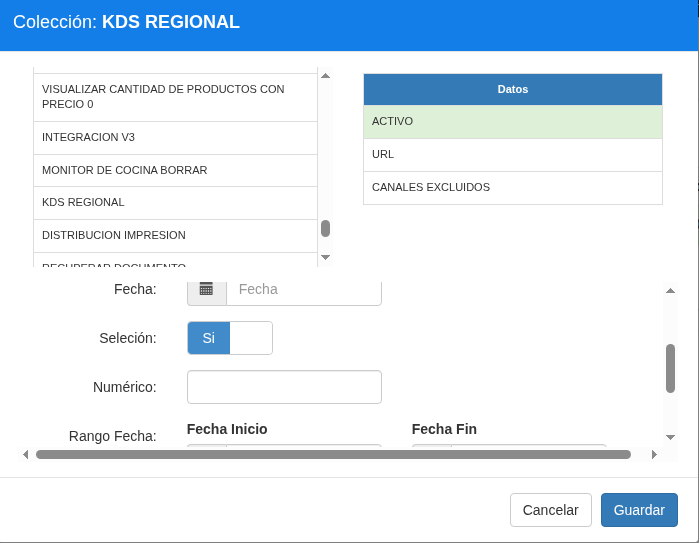 Colección: KDS REGIONAL
VISUALIZAR CANTIDAD DE PRODUCTOS CON
PRECIO 0
INTEGRACION V3
MONITOR DE COCINA BORRAR
KDS REGIONAL
DISTRIBUCION IMPRESION
RECUPERAR DOCUMENTO
Datos
ACTIVO
URL
CANALES EXCLUIDOS
Fecha:
Fecha
Seleción:
Si
Numérico:
Rango Fecha:
Fecha Inicio
Fecha Fin
Cancelar
Guardar